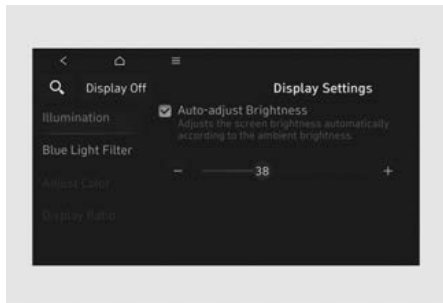 Display Off
Display Settings
Illumination
Auto-adjust Brightness
Adjusts the screen brightness automatically
according to the ambient brightness.
Blue Light Filter
− 38 +
Adjust Color
Display Ratio